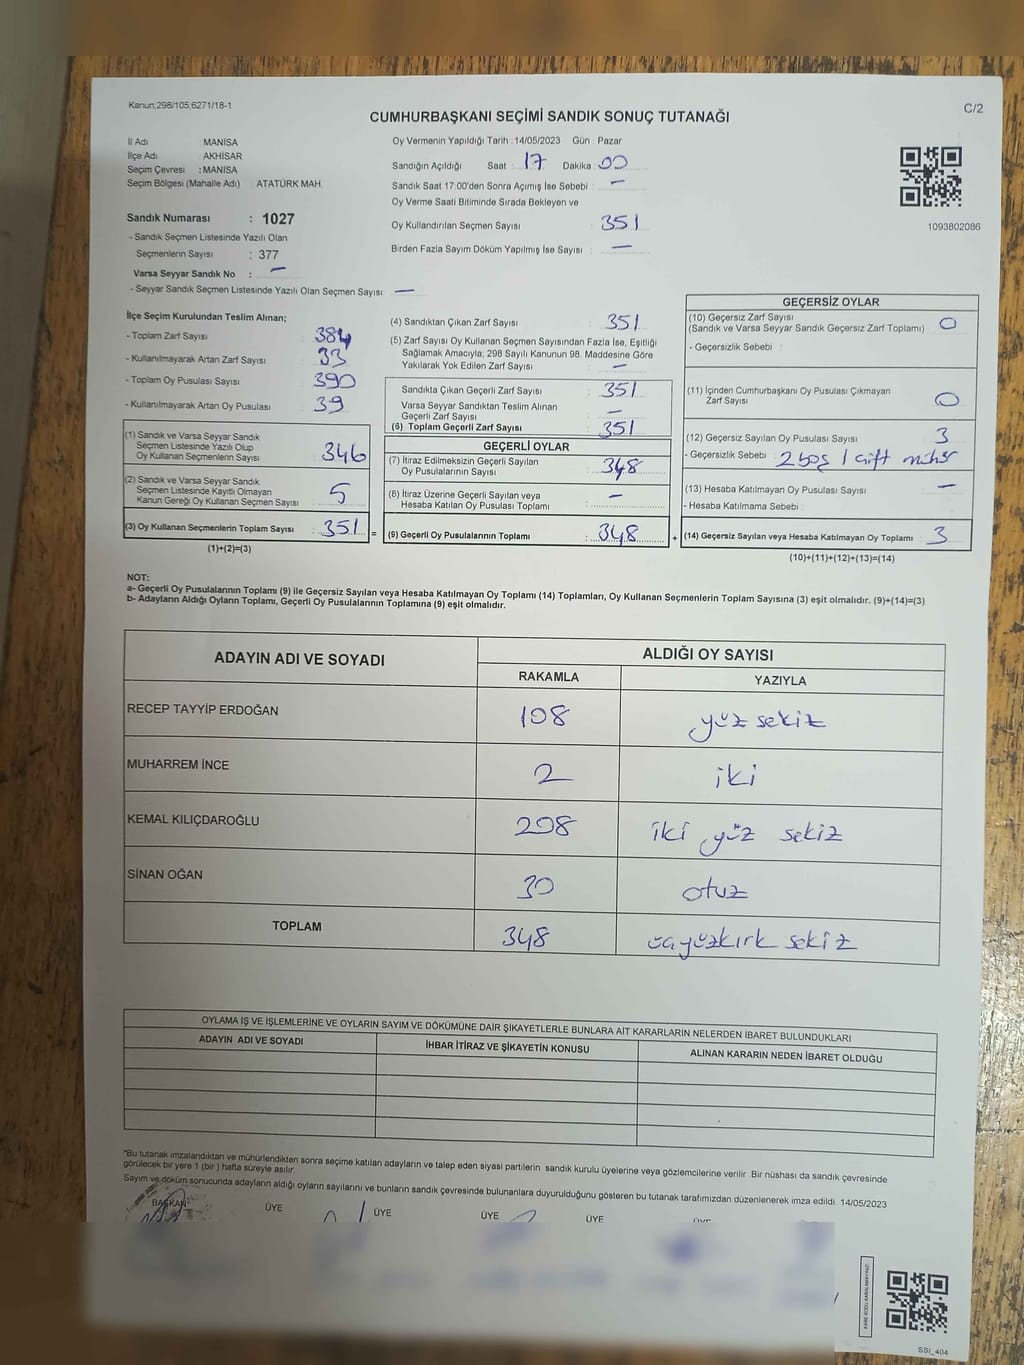 Kanun;298/105;6271/18-1
C/2
CUMHURBAŞKANI SEÇİMİ SANDIK SONUÇ TUTANAĞI
İl Adı MANİSA
İlçe Adı AKHİSAR
Seçim Çevresi : MANİSA
Seçim Bölgesi (Mahalle Adı) ATATÜRK MAH.
Sandık Numarası : 1027
- Sandık Seçmen Listesinde Yazılı Olan
Seçmenlerin Sayısı : 377
Varsa Seyyar Sandık No : —
- Seyyar Sandık Seçmen Listesinde Yazılı Olan Seçmen Sayısı —
Oy Vermenin Yapıldığı Tarih : 14/05/2023 Gün : Pazar
Sandığın Açıldığı Saat : 17 Dakika : 00
Sandık Saat 17:00'den Sonra Açımış İse Sebebi : —
Oy Verme Saati Bitiminde Sırada Bekleyen ve
Oy Kullandırılan Seçmen Sayısı : 351
Birden Fazla Sayım Döküm Yapılmış İse Sayısı : —
1093802086
İlçe Seçim Kurulundan Teslim Alınan;
- Toplam Zarf Sayısı : 384
- Kullanılmayarak Artan Zarf Sayısı : 33
- Toplam Oy Pusulası Sayısı : 390
- Kullanılmayarak Artan Oy Pusulası : 39
(1) Sandık ve Varsa Seyyar Sandık
Seçmen Listesinde Yazılı Olup
Oy Kullanan Seçmenlerin Sayısı : 346
(2) Sandık ve Varsa Seyyar Sandık
Seçmen Listesinde Kayıtlı Olmayan
Kanun Gereği Oy Kullanan Seçmen Sayısı : 5
(3) Oy Kullanan Seçmenlerin Toplam Sayısı : 351 =
(1)+(2)=(3)
(4) Sandıktan Çıkan Zarf Sayısı : 351
(5) Zarf Sayısı Oy Kullanan Seçmen Sayısından Fazla İse, Eşitliği
Sağlamak Amacıyla; 298 Sayılı Kanunun 98. Maddesine Göre
Yakılarak Yok Edilen Zarf Sayısı : —
Sandıkta Çıkan Geçerli Zarf Sayısı : 351
Varsa Seyyar Sandıktan Teslim Alınan
Geçerli Zarf Sayısı : —
(6) Toplam Geçerli Zarf Sayısı : 351
GEÇERLİ OYLAR
(7) İtiraz Edilmeksizin Geçerli Sayılan
Oy Pusulalarının Sayısı : 348
(8) İtiraz Üzerine Geçerli Sayılan veya
Hesaba Katılan Oy Pusulası Toplamı : —
(9) Geçerli Oy Pusulalarının Toplamı : 348 +
GEÇERSİZ OYLAR
(10) Geçersiz Zarf Sayısı : 0
(Sandık ve Varsa Seyyar Sandık Geçersiz Zarf Toplamı)
- Geçersizlik Sebebi :
(11) İçinden Cumhurbaşkanı Oy Pusulası Çıkmayan
Zarf Sayısı : 0
(12) Geçersiz Sayılan Oy Pusulası Sayısı : 3
- Geçersizlik Sebebi : 2 boş 1 çift mühür
(13) Hesaba Katılmayan Oy Pusulası Sayısı : —
- Hesaba Katılmama Sebebi :
(14) Geçersiz Sayılan veya Hesaba Katılmayan Oy Toplamı : 3
(10)+(11)+(12)+(13)=(14)
NOT:
a- Geçerli Oy Pusulalarının Toplamı (9) ile Geçersiz Sayılan veya Hesaba Katılmayan Oy Toplamı (14) Toplamları, Oy Kullanan Seçmenlerin Toplam Sayısına (3) eşit olmalıdır. (9)+(14)=(3)
b- Adayların Aldığı Oyların Toplamı, Geçerli Oy Pusulalarının Toplamına (9) eşit olmalıdır.
ADAYIN ADI VE SOYADI ALDIĞI OY SAYISI
RAKAMLA YAZIYLA
RECEP TAYYİP ERDOĞAN 108 yüz sekiz
MUHARREM İNCE 2 iki
KEMAL KILIÇDAROĞLU 208 iki yüz sekiz
SİNAN OĞAN 30 otuz
TOPLAM 348 üçyüzkırk sekiz
OYLAMA İŞ VE İŞLEMLERİNE VE OYLARIN SAYIM VE DÖKÜMÜNE DAİR ŞİKAYETLERLE BUNLARA AİT KARARLARIN NELERDEN İBARET BULUNDUKLARI
ADAYIN ADI VE SOYADI İHBAR İTİRAZ VE ŞİKAYETİN KONUSU ALINAN KARARIN NEDEN İBARET OLDUĞU
*Bu tutanak imzalandıktan ve mühürlendikten sonra seçime katılan adayların ve talep eden siyasi partilerin sandık kurulu üyelerine veya gözlemcilerine verilir. Bir nüshası da sandık çevresinde
görülecek bir yere 1 (bir ) hafta süreyle asılır.
Sayım ve döküm sonucunda adayların aldığı oyların sayılarını ve bunların sandık çevresinde bulunanlara duyurulduğunu gösteren bu tutanak tarafımızdan düzenlenerek imza edildi. 14/05/2023
BAŞKAN ÜYE ÜYE ÜYE ÜYE
SSİ_404